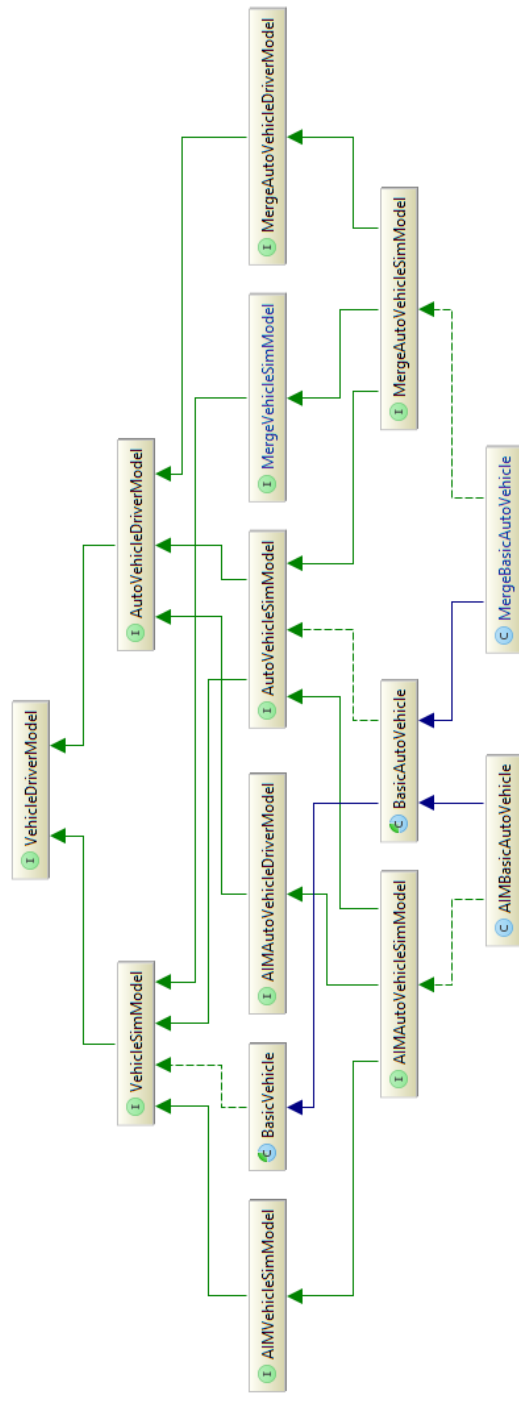 I VehicleDriverModel
I VehicleSimModel
I AutoVehicleDriverModel
I AIMVehicleSimModel
C BasicVehicle
I AIMAutoVehicleDriverModel
I AutoVehicleSimModel
I MergeVehicleSimModel
I MergeAutoVehicleDriverModel
I AIMAutoVehicleSimModel
C BasicAutoVehicle
I MergeAutoVehicleSimModel
C AIMBasicAutoVehicle
C MergeBasicAutoVehicle